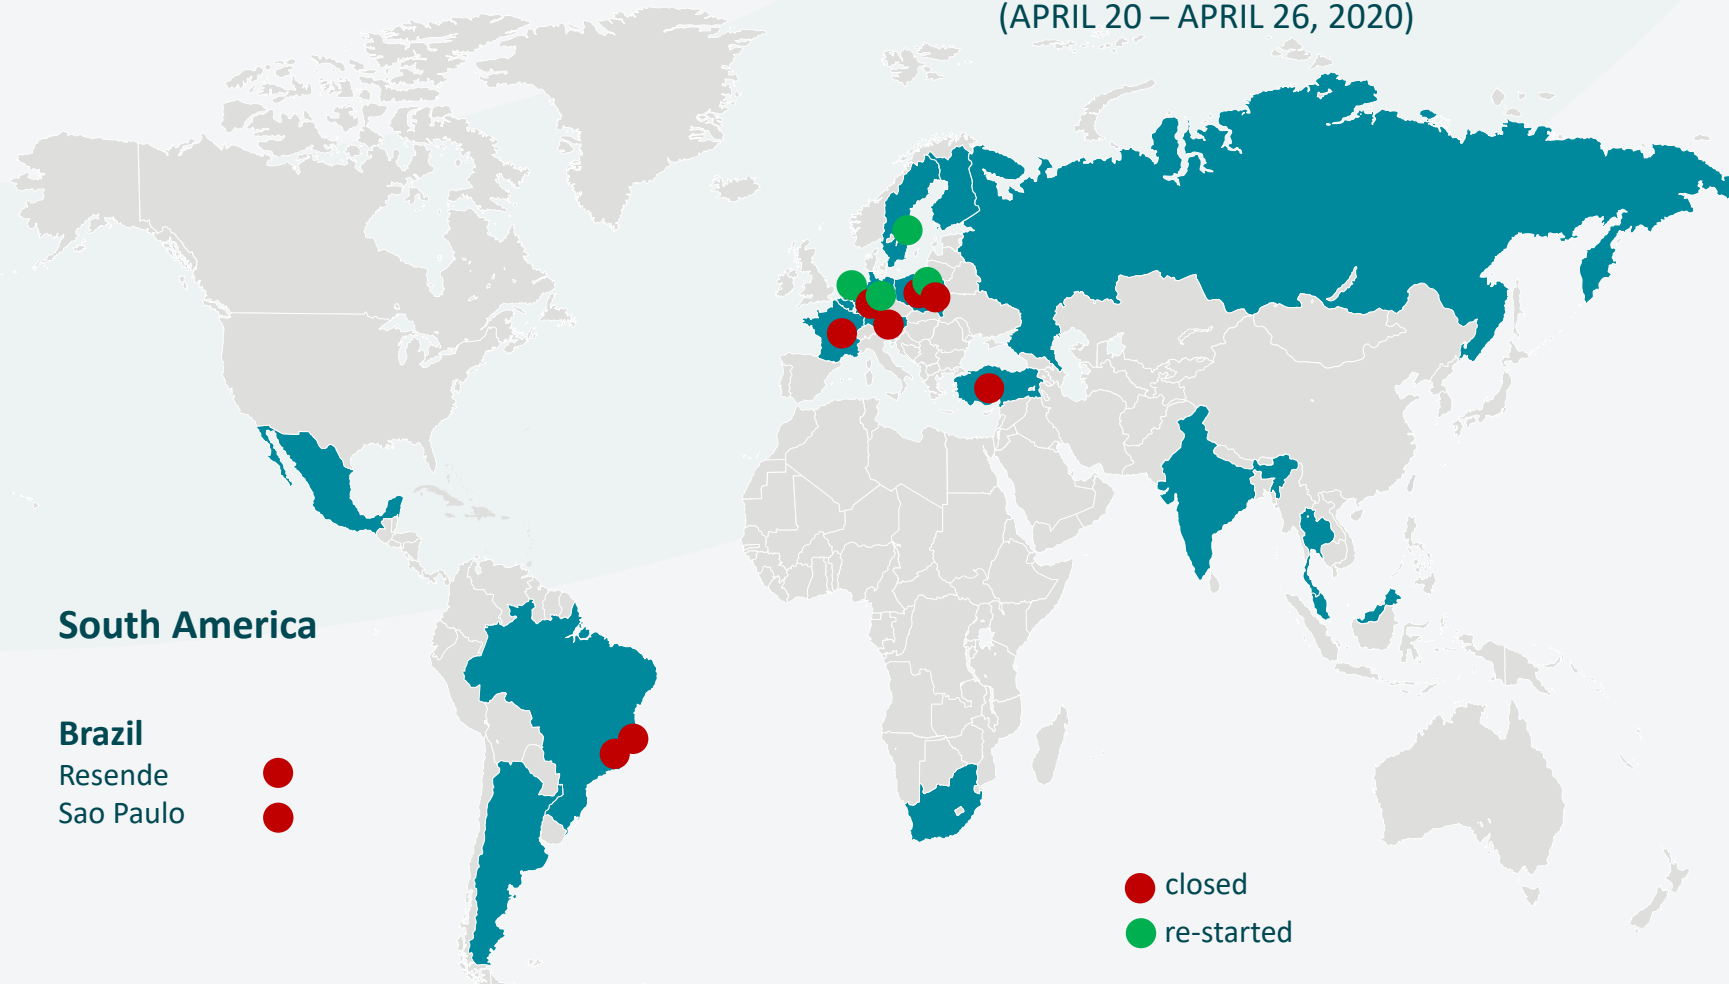 (APRIL 20 – APRIL 26, 2020)
South America
Brazil
Resende
Sao Paulo
closed
re-started